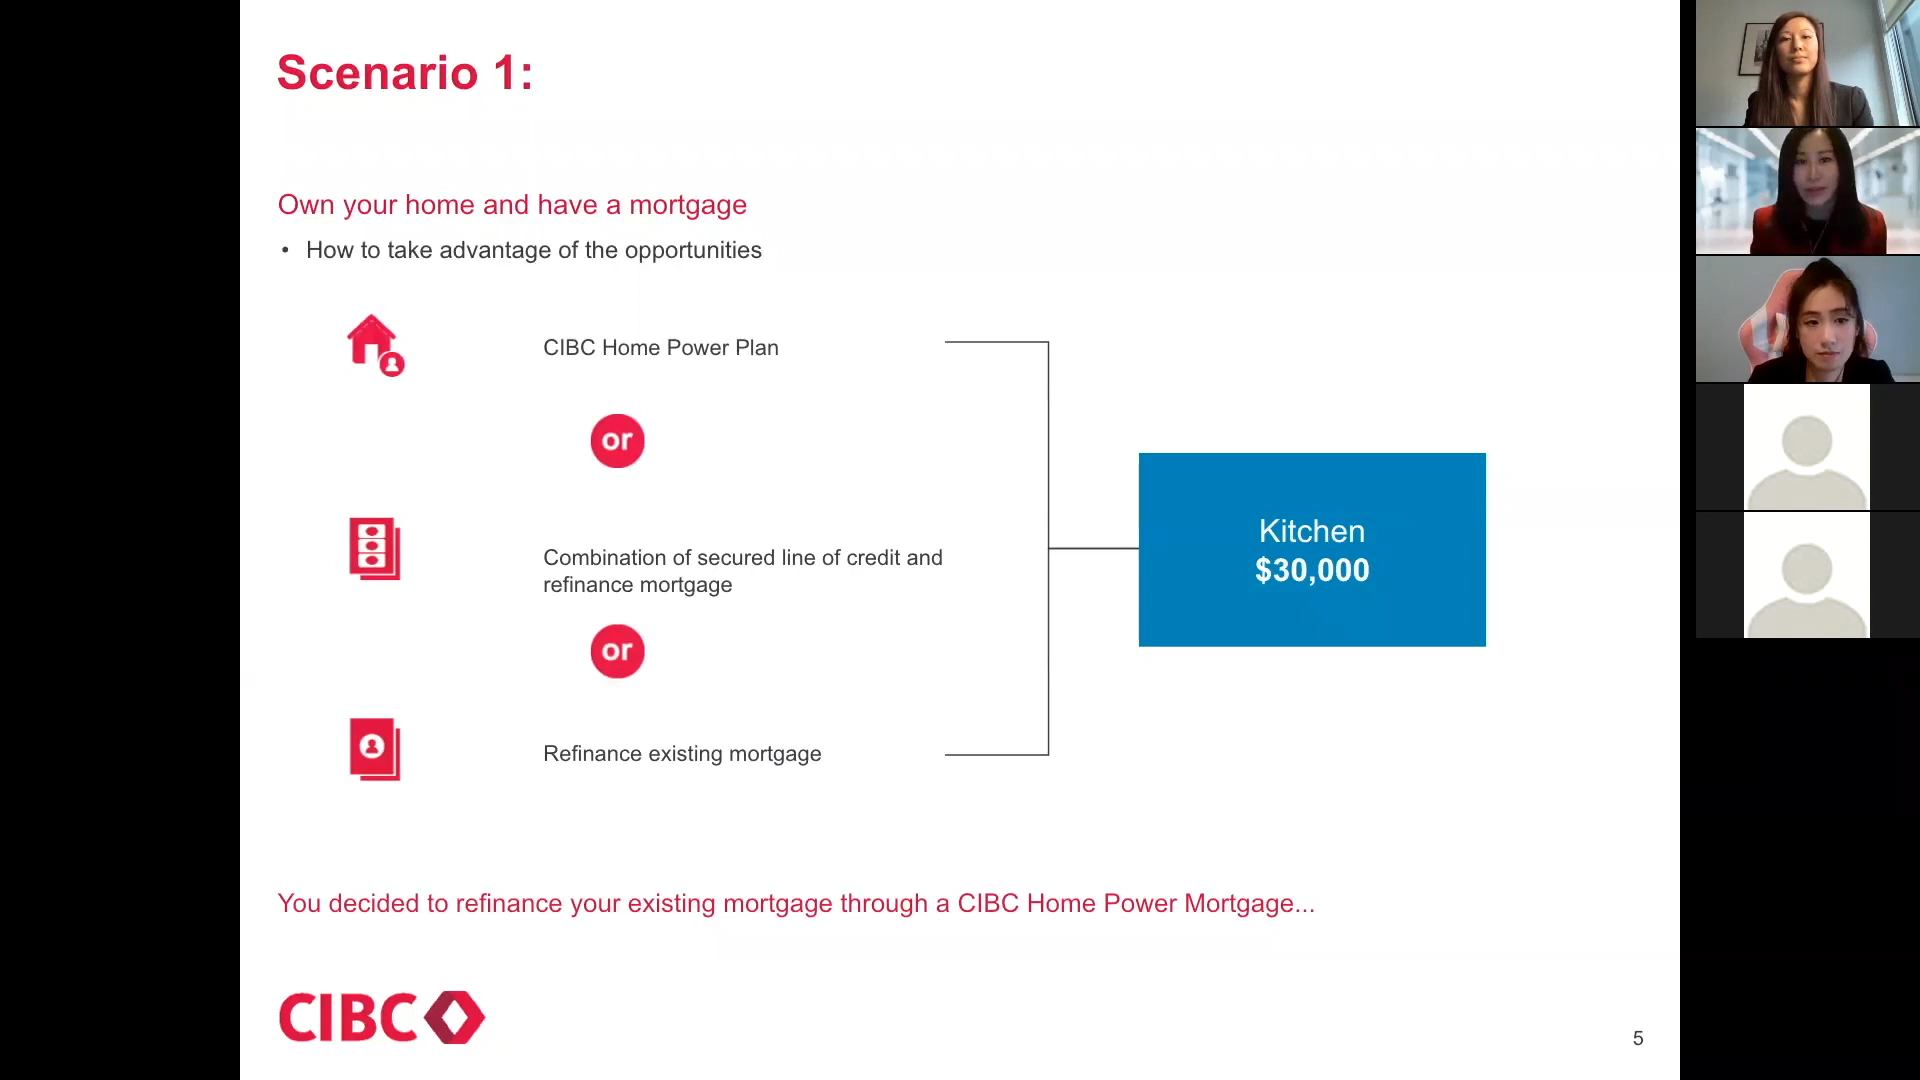 Scenario 1:
Own your home and have a mortgage
• How to take advantage of the opportunities
CIBC Home Power Plan
or
Combination of secured line of credit and
refinance mortgage
or
Refinance existing mortgage
Kitchen
$30,000
You decided to refinance your existing mortgage through a CIBC Home Power Mortgage...
CIBC
5